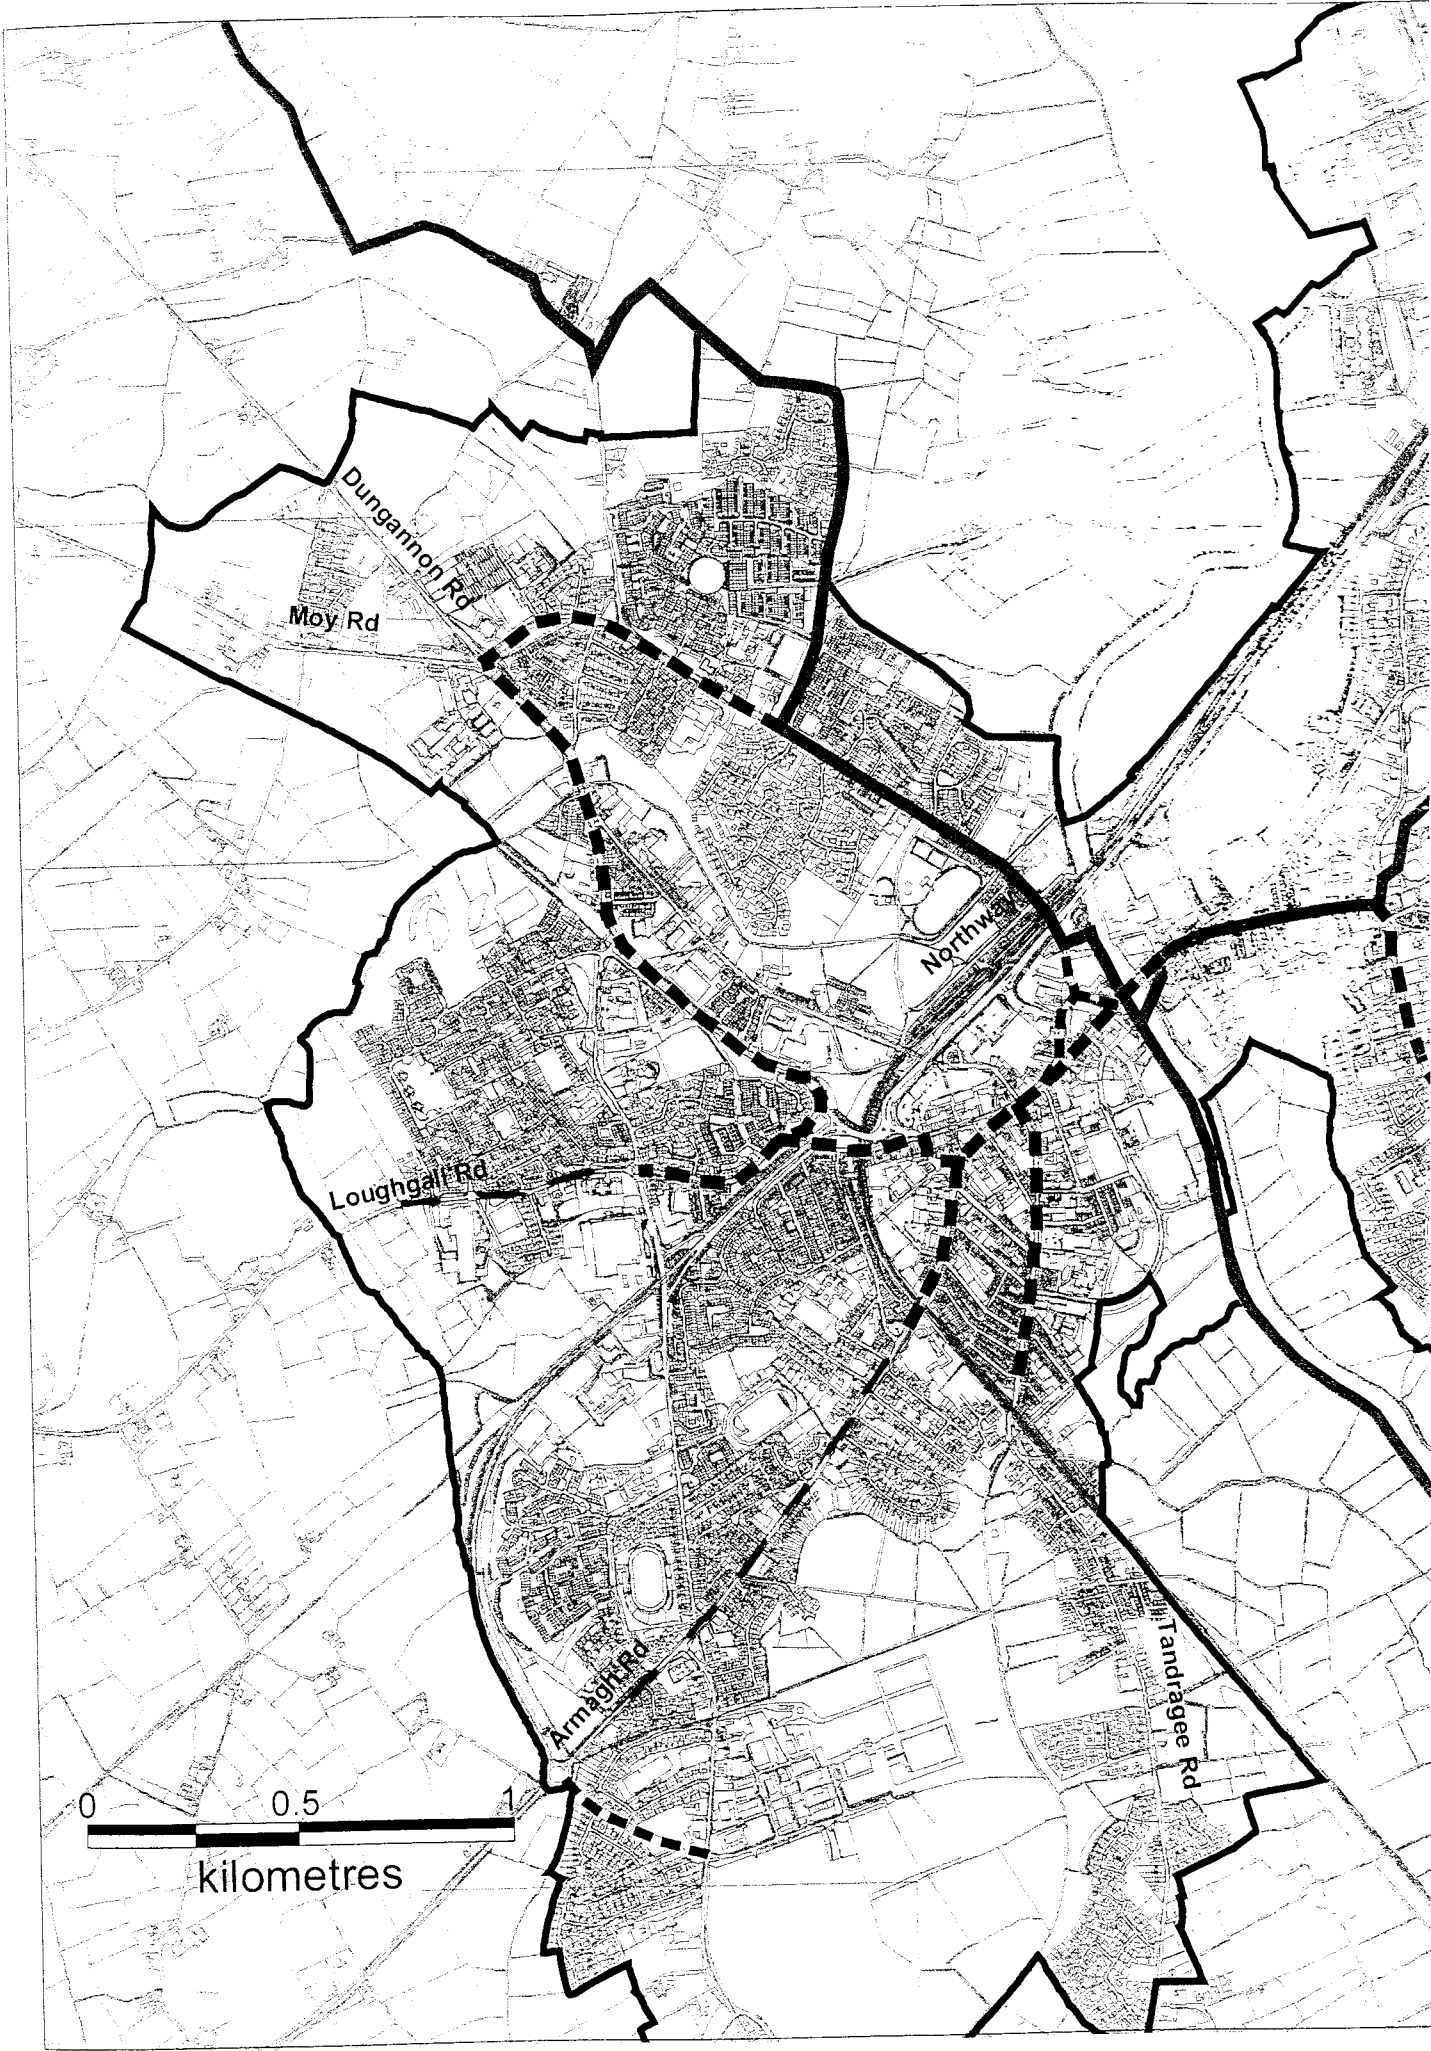 Dungannon Rd
Moy Rd
Northway
Loughgall Rd
Armagh Rd
Tandragee Rd
0 0.5 1
kilometres